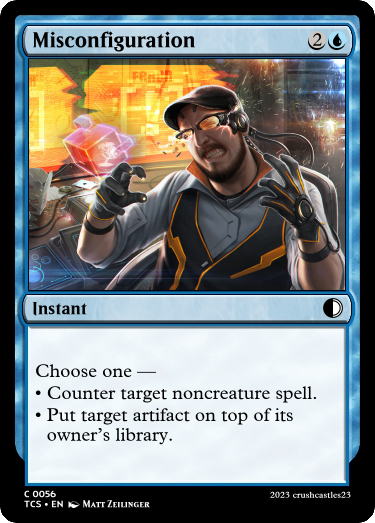 Misconfiguration 2
Instant
Choose one —
• Counter target noncreature spell.
• Put target artifact on top of its
owner's library.
C 0056
TCS • EN Matt Zeilinger
2023 crushcastles23